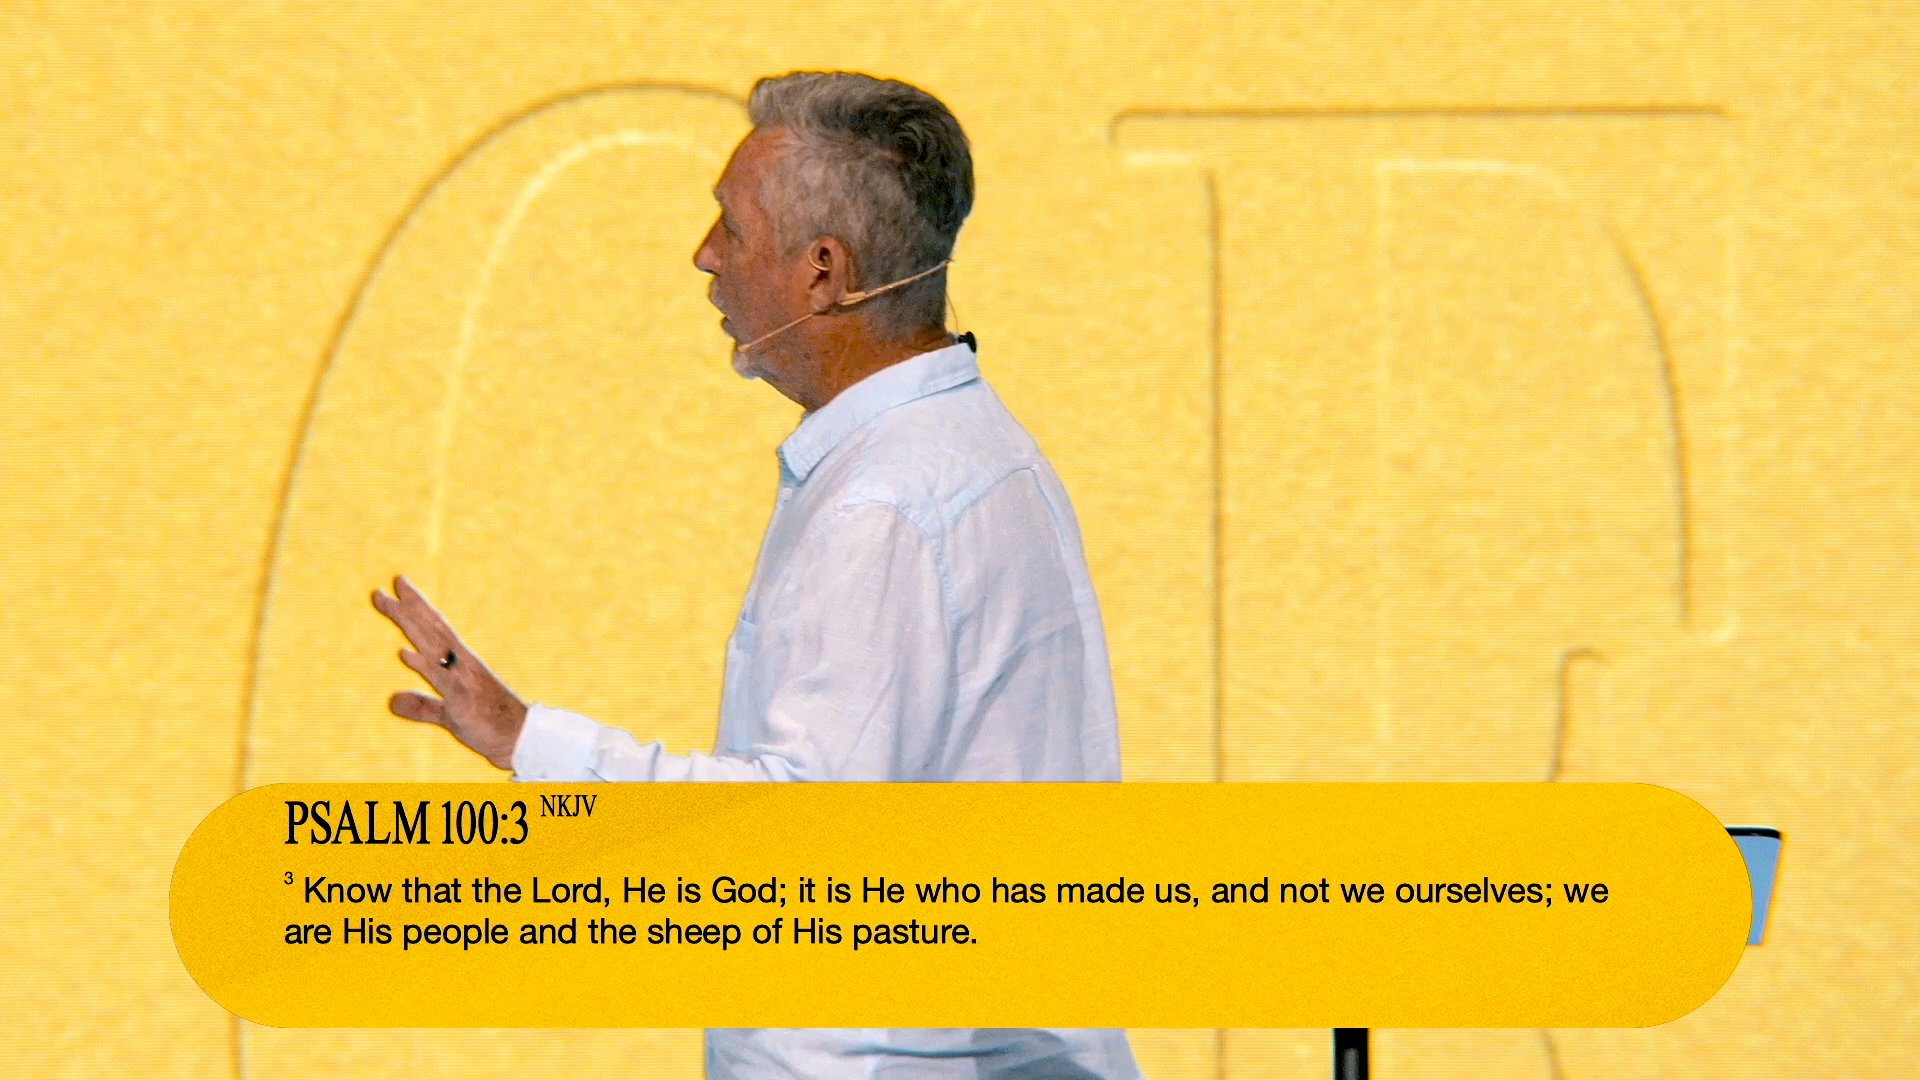 PSALM 100:3 NKJV
3 Know that the Lord, He is God; it is He who has made us, and not we ourselves; we
are His people and the sheep of His pasture.